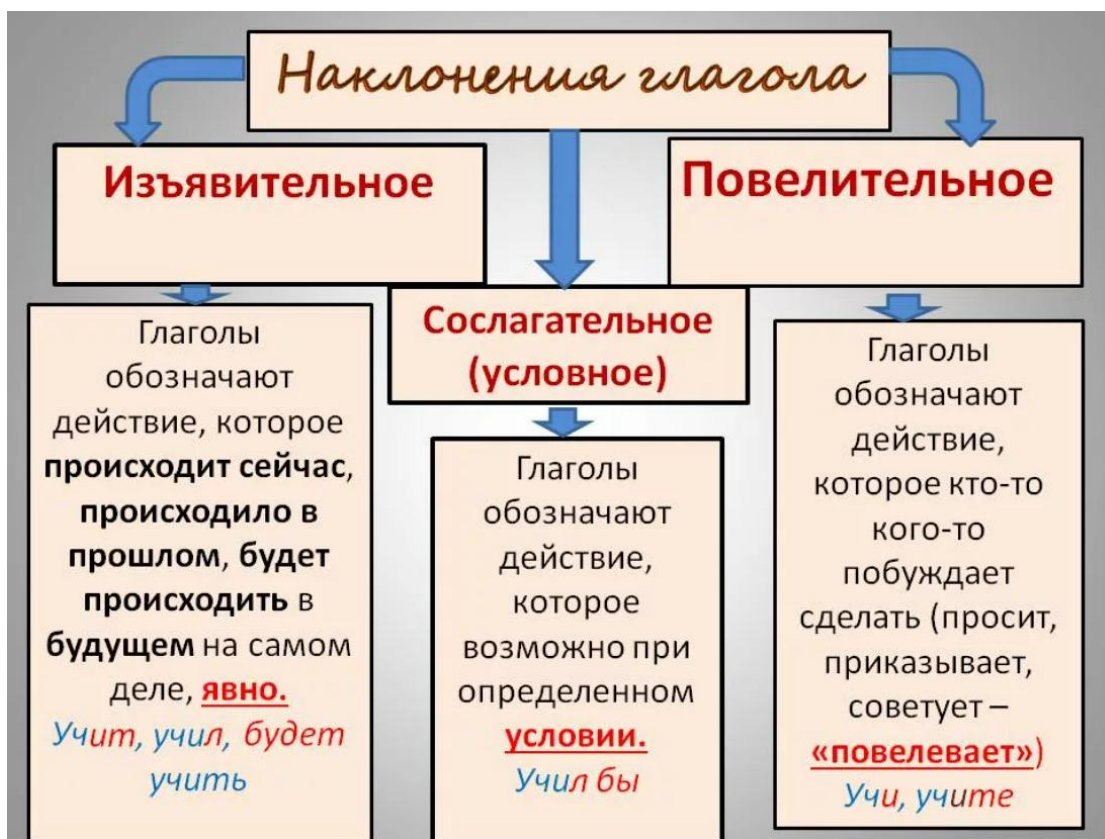 Наклонения глагола
Изъявительное
Глаголы
обозначают
действие, которое
происходит сейчас,
происходило в
прошлом, будет
происходить в
будущем на самом
деле, явно.
Учит, учил, будет
учить
Сослагательное
(условное)
Глаголы
обозначают
действие,
которое
возможно при
определенном
условии.
Учил бы
Повелительное
Глаголы
обозначают
действие,
которое кто-то
кого-то
побуждает
сделать (просит,
приказывает,
советует –
«повелевает»)
Учи, учите